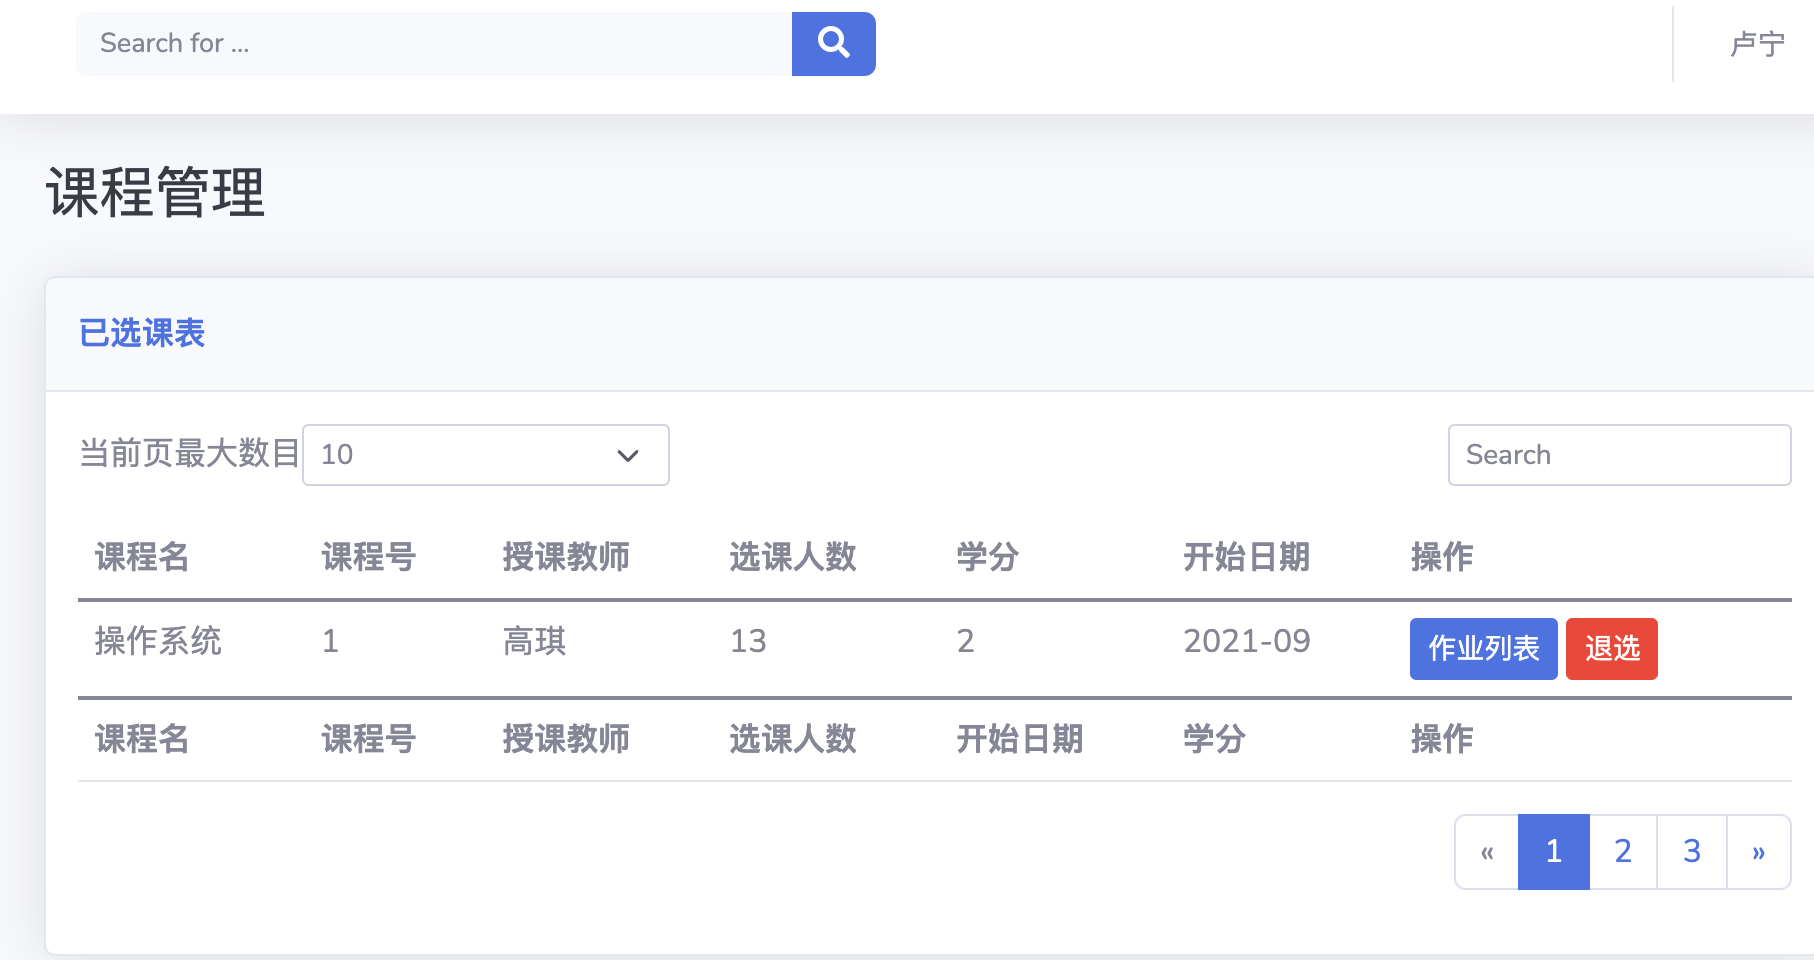 Search for ...
卢宁
课程管理
已选课表
当前页最大数目 10
Search
课程名 课程号 授课教师 选课人数 学分 开始日期 操作
操作系统 1 高琪 13 2 2021-09 作业列表 退选
课程名 课程号 授课教师 选课人数 开始日期 学分 操作
« 1 2 3 »